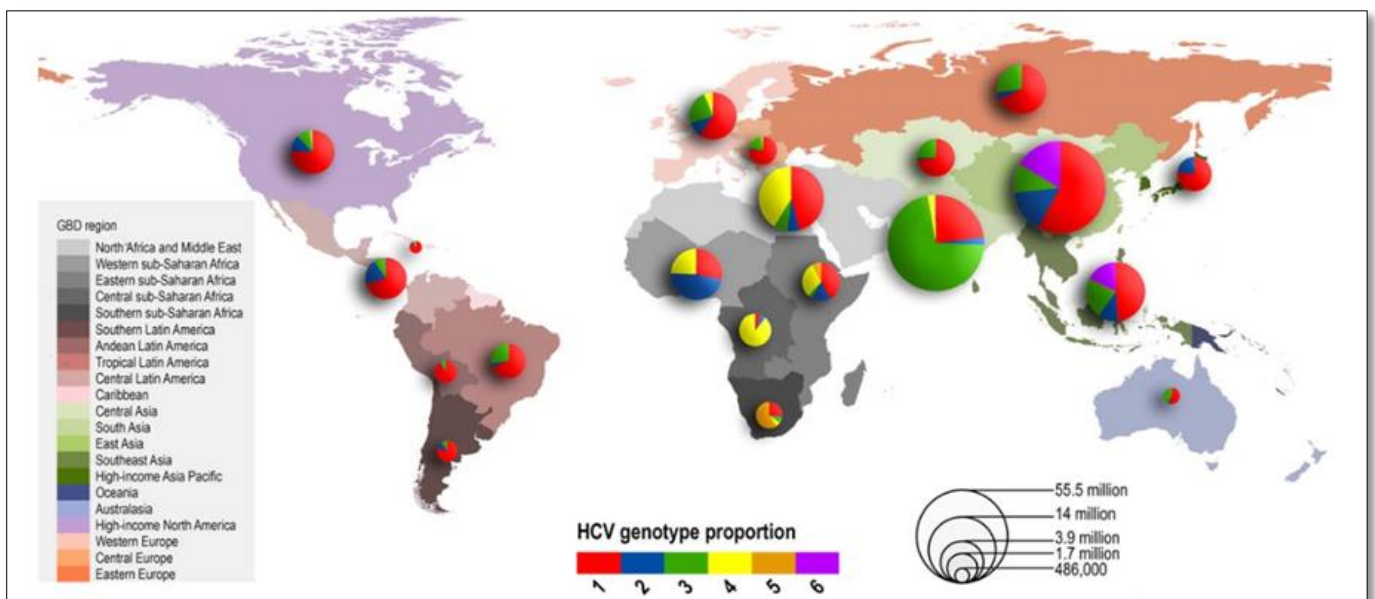 GBD region
North Africa and Middle East
Western sub-Saharan Africa
Eastern sub-Saharan Africa
Central sub-Saharan Africa
Southern sub-Saharan Africa
Southern Latin America
Andean Latin America
Tropical Latin America
Central Latin America
Caribbean
Central Asia
South Asia
East Asia
Southeast Asia
High-income Asia Pacific
Oceania
Australasia
High-income North America
Western Europe
Central Europe
Eastern Europe
HCV genotype proportion
1 2 3 4 5 6
55.5 million
14 million
3.9 million
1.7 million
486,000